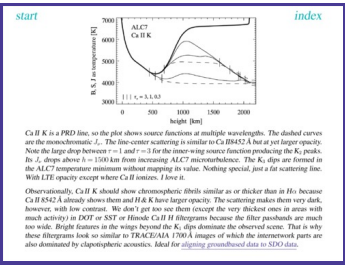 start
index
7000
6000
5000
4000
3000
ALC7
Ca II K
B, S, J as temperature [K]
| | | τν = 3, 1, 0.3
0 500 1000 1500 2000
height [km]
Ca II K is a PRD line, so the plot shows source functions at multiple wavelengths. The dashed curves
are the monochromatic Jν. The line-center scattering is similar to Ca II 8542 Å but at yet larger opacity.
Note the large drop between τ = 1 and τ = 3 for the inner-wing source function producing the K2 peaks.
Its Jν drops above h = 1500 km from increasing ALC7 microturbulence. The K1 dips are formed in
the ALC7 temperature minimum without mapping its value. Nothing special, just a fat scattering line.
With LTE opacity except where Ca II ionizes. I love it.
Observationally, Ca II K should show chromospheric fibrils similar as or thicker than in Hα because
Ca II 8542 Å already shows them and H & K have larger opacity. The scattering makes them very dark,
however, with low contrast. We don't get to see them (except the very thickest ones in areas with
much activity) in DOT or SST or Hinode Ca II H filtergrams because the filter passbands are much
too wide. Bright features in the wings beyond the K1 dips dominate the observed scene. That is why
these filtergrams look so similar to TRACE/AIA 1700 Å images of which the internetwork parts are
also dominated by clapotispheric acoustics. Ideal for aligning groundbased data to SDO data.